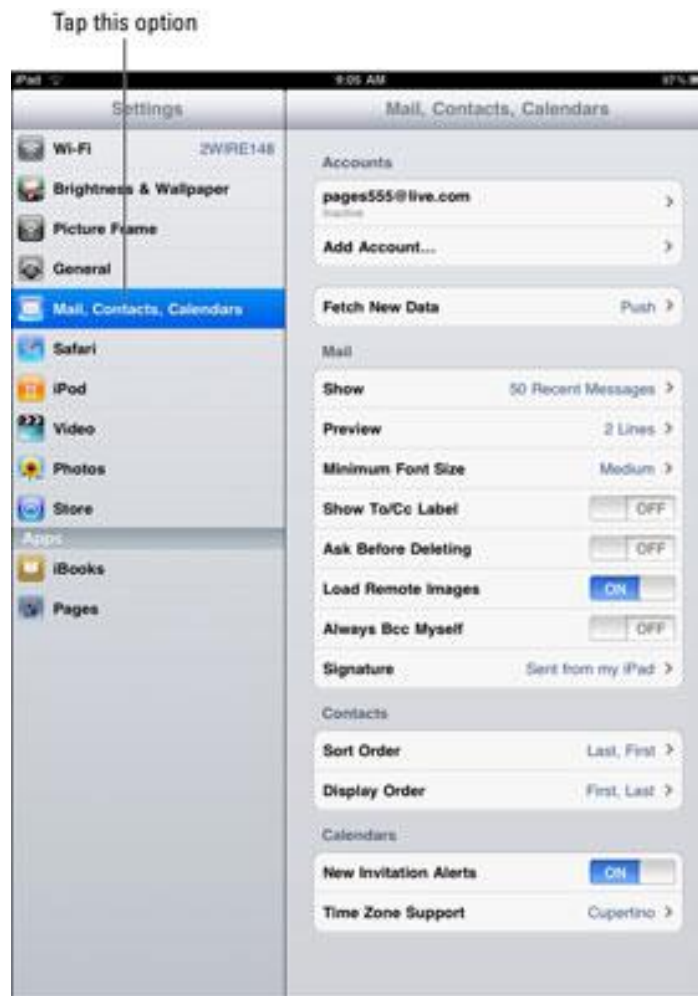 Tap this option
iPad 9:05 AM 97%
Settings
Wi-Fi 2WIRE148
Brightness & Wallpaper
Picture Frame
General
Mail, Contacts, Calendars
Safari
iPod
Video
Photos
Store
Apps
iBooks
Pages
Mail, Contacts, Calendars
Accounts
pages555@live.com
Inactive
Add Account...
Fetch New Data Push
Mail
Show 50 Recent Messages
Preview 2 Lines
Minimum Font Size Medium
Show To/Cc Label OFF
Ask Before Deleting OFF
Load Remote Images ON
Always Bcc Myself OFF
Signature Sent from my iPad
Contacts
Sort Order Last, First
Display Order First, Last
Calendars
New Invitation Alerts ON
Time Zone Support Cupertino